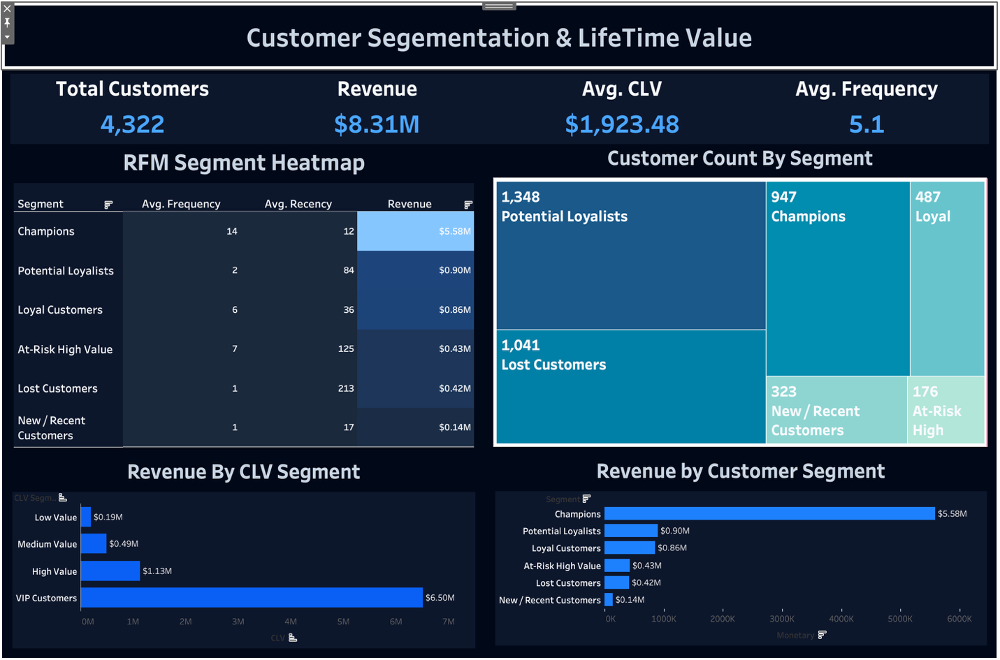 Customer Segementation & LifeTime Value
Total Customers
4,322
Revenue
$8.31M
Avg. CLV
$1,923.48
Avg. Frequency
5.1
RFM Segment Heatmap
Segment Avg. Frequency Avg. Recency Revenue
Champions 14 12 $5.58M
Potential Loyalists 2 84 $0.90M
Loyal Customers 6 36 $0.86M
At-Risk High Value 7 125 $0.43M
Lost Customers 1 213 $0.42M
New / Recent
Customers 1 17 $0.14M
Customer Count By Segment
1,348
Potential Loyalists
1,041
Lost Customers
947
Champions
487
Loyal
323
New / Recent
Customers
176
At-Risk
High
Revenue By CLV Segment
CLV Segm..
Low Value $0.19M
Medium Value $0.49M
High Value $1.13M
VIP Customers $6.50M
0M 1M 2M 3M 4M 5M 6M 7M
CLV
Revenue by Customer Segment
Segment
Champions $5.58M
Potential Loyalists $0.90M
Loyal Customers $0.86M
At-Risk High Value $0.43M
Lost Customers $0.42M
New / Recent Customers $0.14M
0K 1000K 2000K 3000K 4000K 5000K 6000K
Monetary